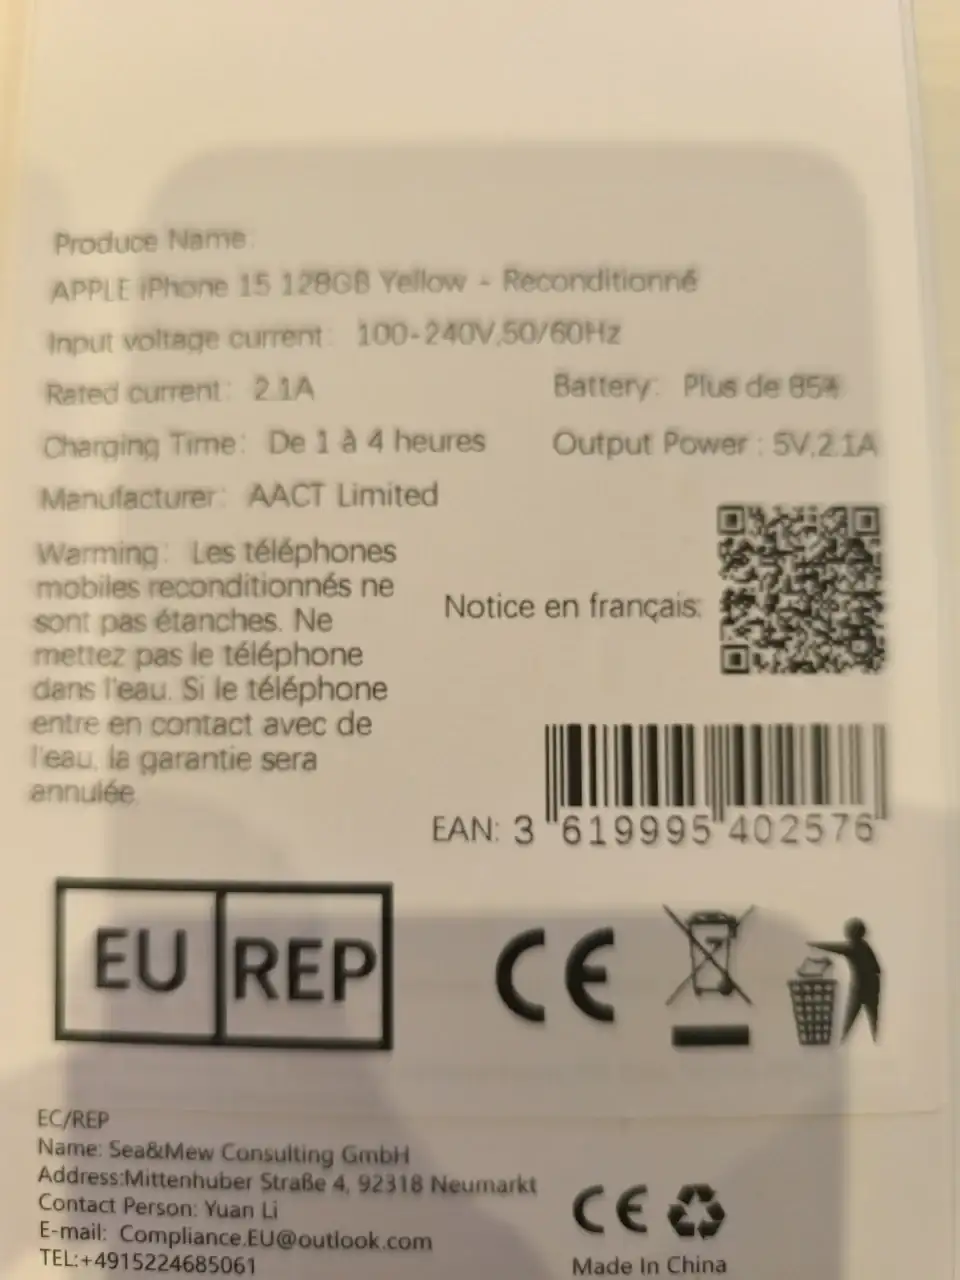 Produce Name:
APPLE iPhone 15 128GB Yellow - Reconditionné
Input voltage current: 100-240V,50/60Hz
Rated current: 2.1A
Battery: Plus de 85%
Charging Time: De 1 à 4 heures
Output Power : 5V,2.1A
Manufacturer: AACT Limited
Warming: Les téléphones
mobiles reconditionnés ne
sont pas étanches. Ne
mettez pas le téléphone
dans l'eau. Si le téléphone
entre en contact avec de
l'eau, la garantie sera
annulée.
Notice en français:
EAN: 3 619995 402576
EU REP
CE
EC/REP
Name: Sea&Mew Consulting GmbH
Address:Mittenhuber Straße 4, 92318 Neumarkt
Contact Person: Yuan Li
E-mail: Compliance.EU@outlook.com
TEL:+4915224685061
CE
Made In China